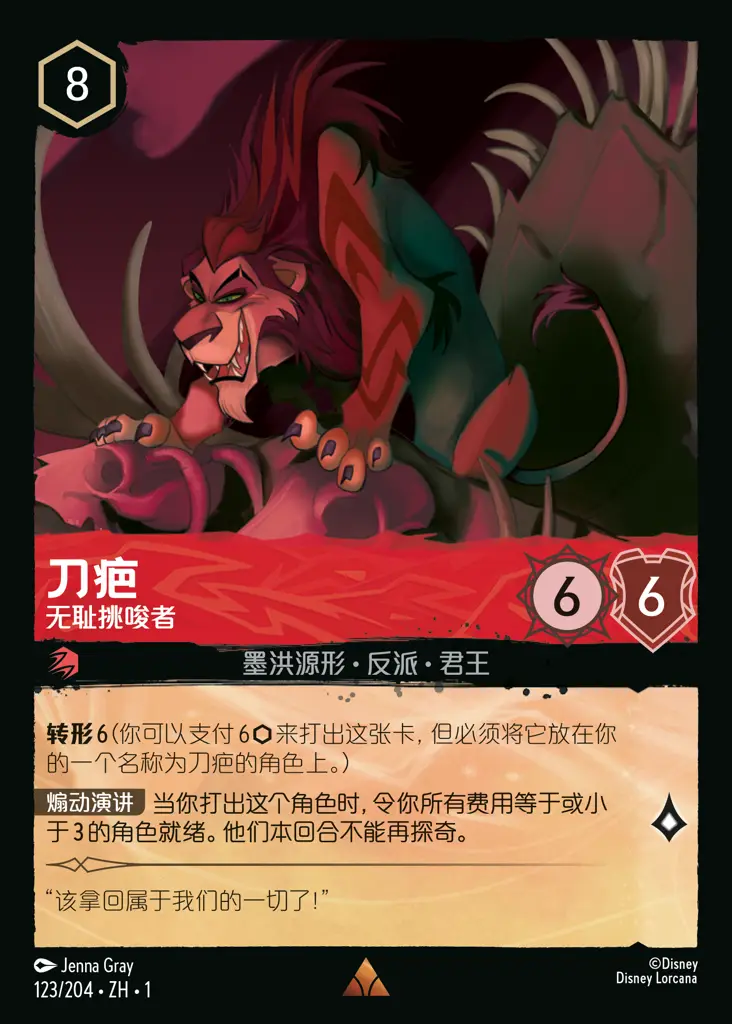 8
刀疤
无耻挑唆者
6
6
墨洪源形・反派・君王
转形6(你可以支付6⬡来打出这张卡, 但必须将它放在你
的一个名称为刀疤的角色上。)
煽动演讲 当你打出这个角色时, 令你所有费用等于或小
于3的角色就绪。他们本回合不能再探奇。
“该拿回属于我们的一切了!”
Jenna Gray
123/204 • ZH • 1
©Disney
Disney Lorcana